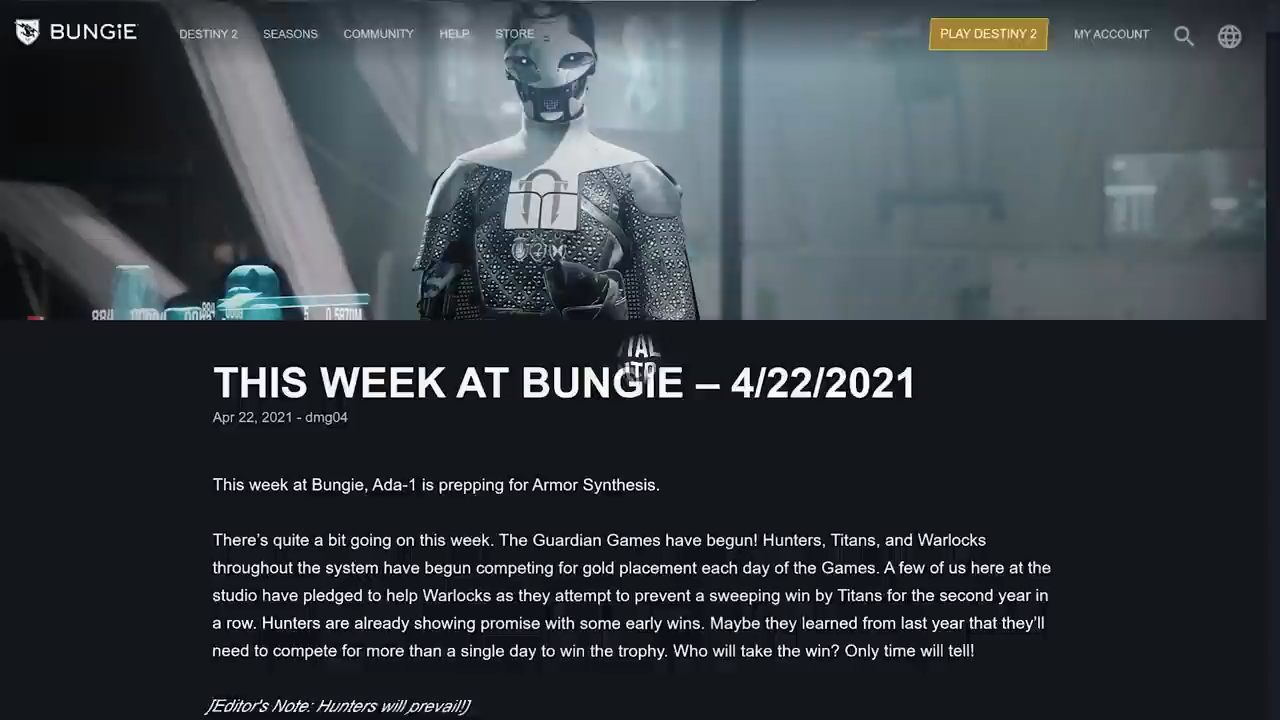 BUNGiE
DESTINY 2 SEASONS COMMUNITY HELP STORE PLAY DESTINY 2 MY ACCOUNT
THIS WEEK AT BUNGIE – 4/22/2021
Apr 22, 2021 - dmg04
This week at Bungie, Ada-1 is prepping for Armor Synthesis.
There’s quite a bit going on this week. The Guardian Games have begun! Hunters, Titans, and Warlocks
throughout the system have begun competing for gold placement each day of the Games. A few of us here at the
studio have pledged to help Warlocks as they attempt to prevent a sweeping win by Titans for the second year in
a row. Hunters are already showing promise with some early wins. Maybe they learned from last year that they’ll
need to compete for more than a single day to win the trophy. Who will take the win? Only time will tell!
[Editor's Note: Hunters will prevail!]